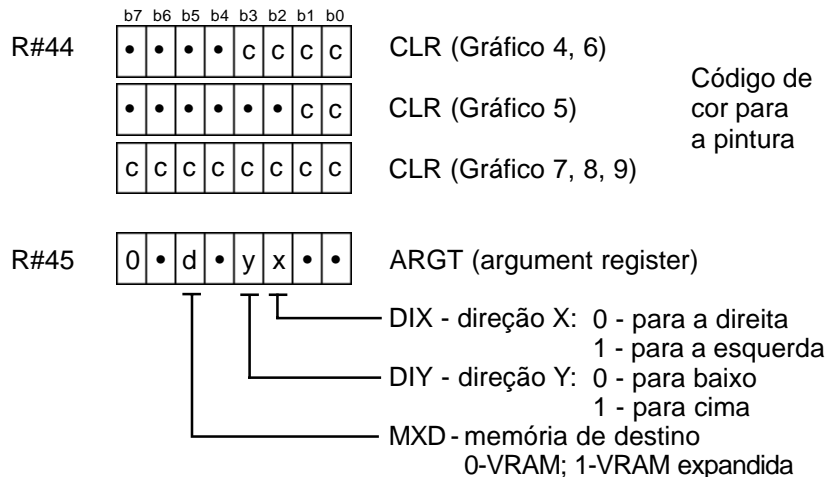 b7 b6 b5 b4 b3 b2 b1 b0
R#44 • • • • c c c c CLR (Gráfico 4, 6)
• • • • • • c c CLR (Gráfico 5)
c c c c c c c c CLR (Gráfico 7, 8, 9)
Código de
cor para
a pintura
R#45 0 • d • y x • • ARGT (argument register)
DIX - direção X: 0 - para a direita
1 - para a esquerda
DIY - direção Y: 0 - para baixo
1 - para cima
MXD - memória de destino
0-VRAM; 1-VRAM expandida